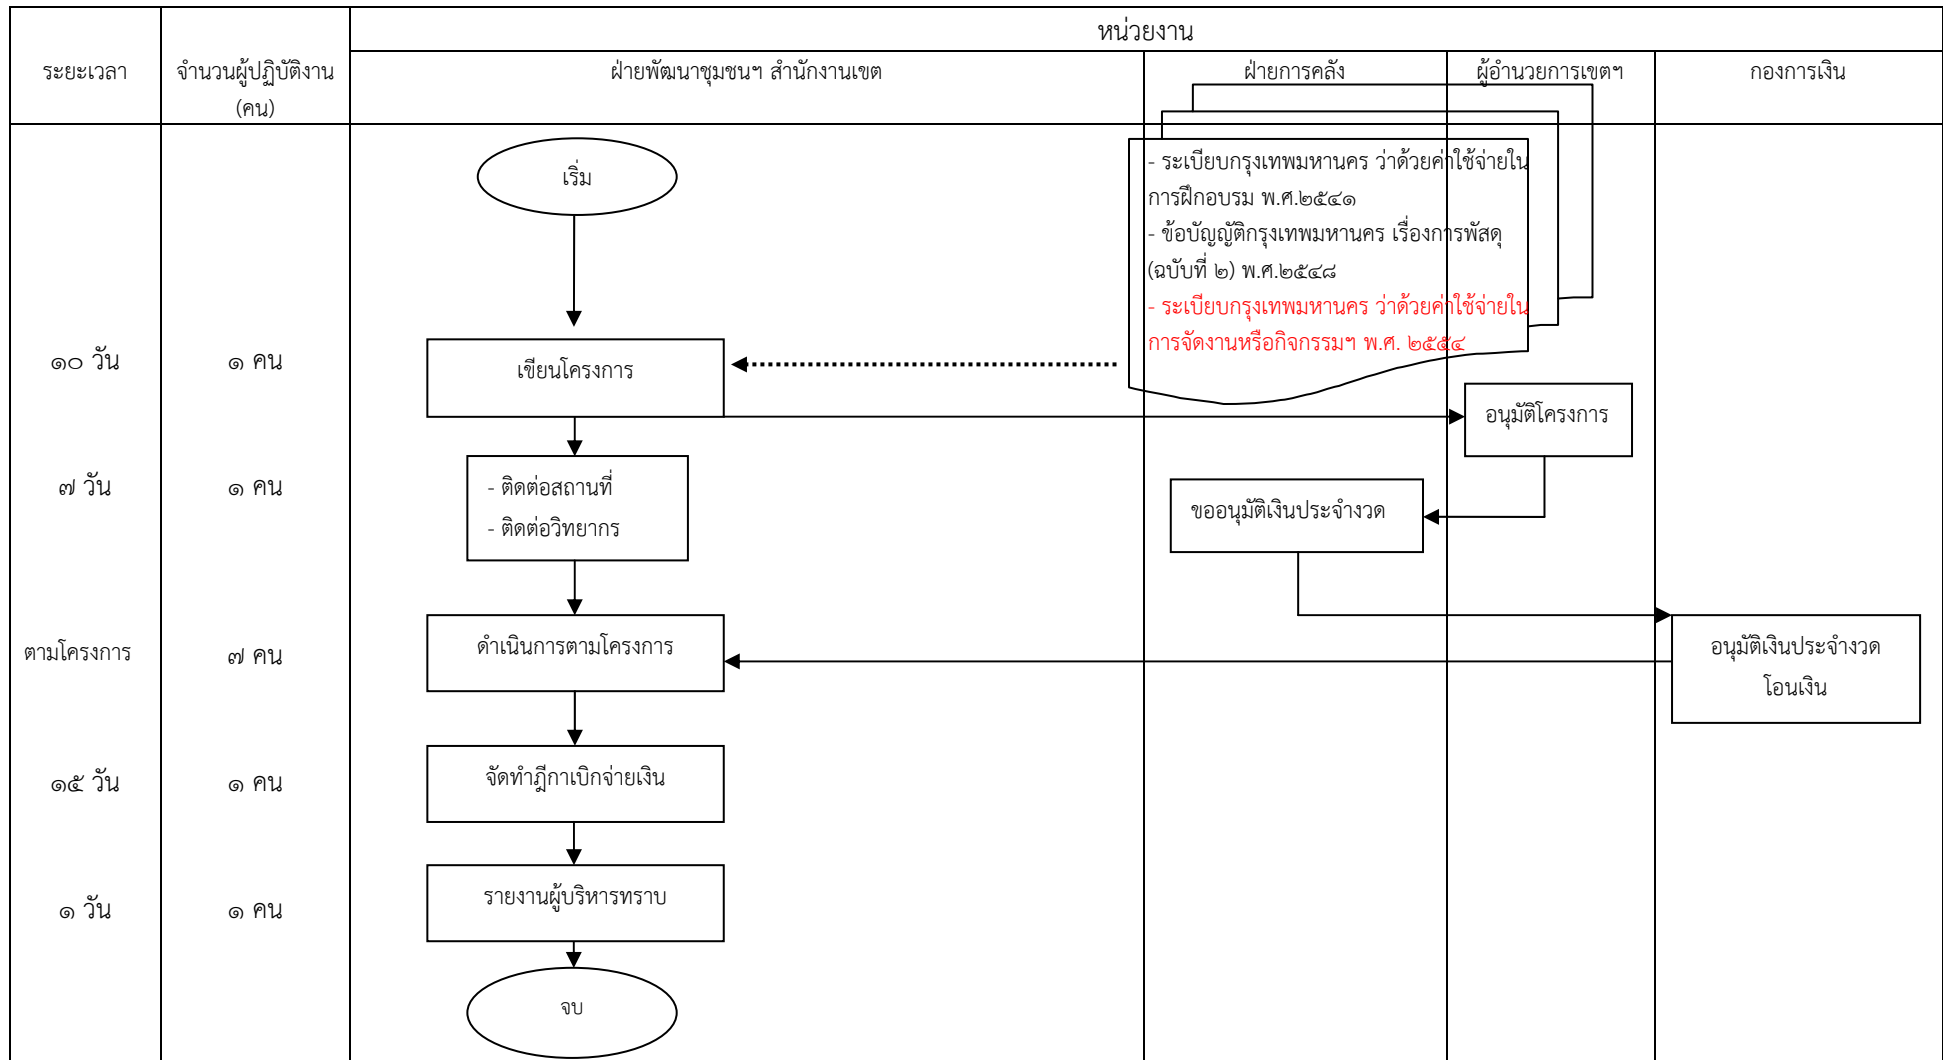 หน่วยงาน
ระยะเวลา
จำนวนผู้ปฏิบัติงาน
(คน)
ฝ่ายพัฒนาชุมชนฯ สำนักงานเขต
ฝ่ายการคลัง
ผู้อำนวยการเขตฯ
กองการเงิน
เริ่ม
- ระเบียบกรุงเทพมหานคร ว่าด้วยค่าใช้จ่ายใน
การฝึกอบรม พ.ศ.๒๕๔๑
- ข้อบัญญัติกรุงเทพมหานคร เรื่องการพัสดุ
(ฉบับที่ ๒) พ.ศ.๒๕๔๘
- ระเบียบกรุงเทพมหานคร ว่าด้วยค่าใช้จ่ายใน
การจัดงานหรือกิจกรรมฯ พ.ศ. ๒๕๕๔
๑๐ วัน
๑ คน
เขียนโครงการ
อนุมัติโครงการ
๗ วัน
๑ คน
- ติดต่อสถานที่
- ติดต่อวิทยากร
ขออนุมัติเงินประจำงวด
ตามโครงการ
๗ คน
ดำเนินการตามโครงการ
อนุมัติเงินประจำงวด
โอนเงิน
๑๕ วัน
๑ คน
จัดทำฎีกาเบิกจ่ายเงิน
๑ วัน
๑ คน
รายงานผู้บริหารทราบ
จบ